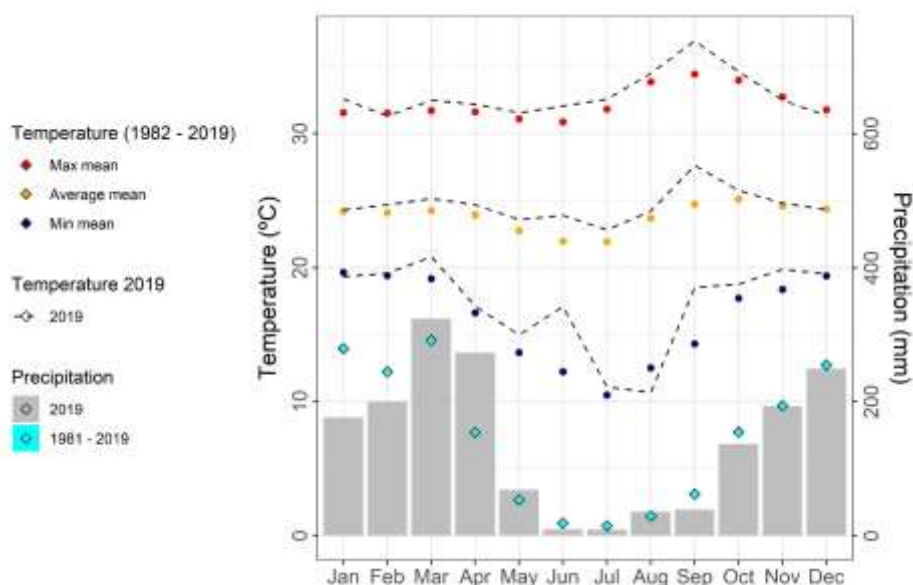 Temperature (1982 - 2019)
Max mean
Average mean
Min mean
Temperature 2019
2019
Precipitation
2019
1981 - 2019
Temperature (ºC)
30
20
10
0
Precipitation (mm)
600
400
200
0
Jan Feb Mar Apr May Jun Jul Aug Sep Oct Nov Dec